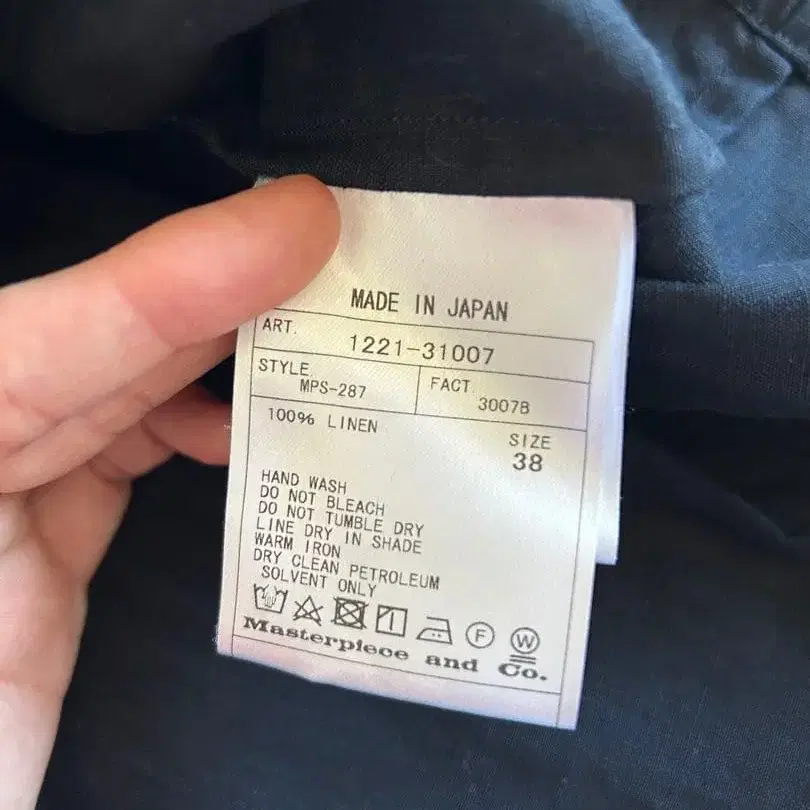 MADE IN JAPAN
ART. 1221-31007
STYLE. MPS-287
FACT. 3007B
100% LINEN
SIZE
38
HAND WASH
DO NOT BLEACH
DO NOT TUMBLE DRY
LINE DRY IN SHADE
WARM IRON
DRY CLEAN PETROLEUM
SOLVENT ONLY
F W
Masterpiece and Co.